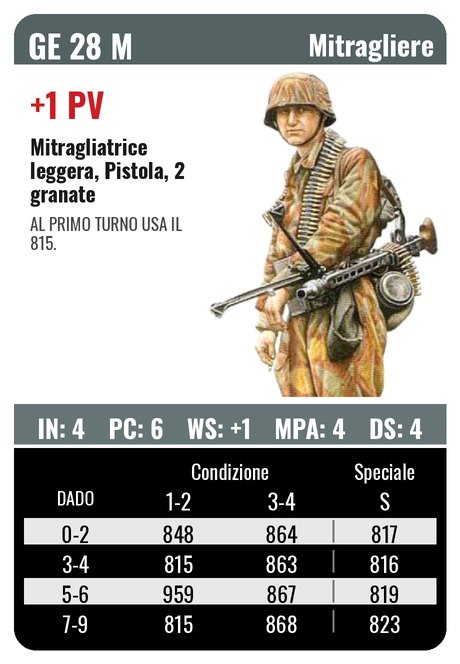 GE 28 M Mitragliere
+1 PV
Mitragliatrice
leggera, Pistola, 2
granate
AL PRIMO TURNO USA IL
815.
IN: 4 PC: 6 WS: +1 MPA: 4 DS: 4
Condizione Speciale
DADO 1-2 3-4 S
0-2 848 864 | 817
3-4 815 863 | 816
5-6 959 867 | 819
7-9 815 868 | 823